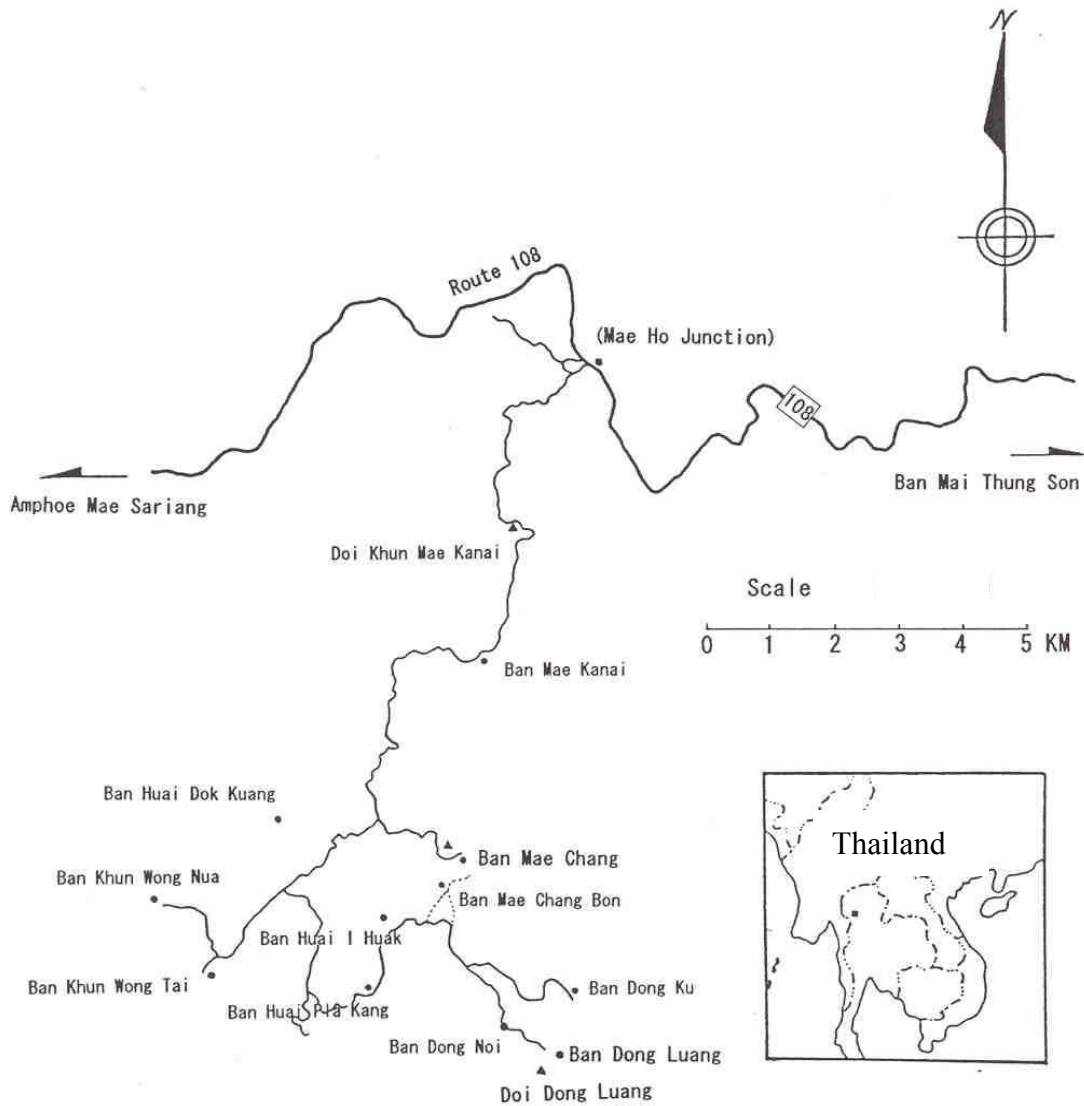 N
Route 108
(Mae Ho Junction)
108
Amphoe Mae Sariang
Ban Mai Thung Son
Doi Khun Mae Kanai
Scale
0 1 2 3 4 5 KM
Ban Mae Kanai
Ban Huai Dok Kuang
Thailand
Ban Mae Chang
Ban Khun Wong Nua
Ban Mae Chang Bon
Ban Huai I Huak
Ban Khun Wong Tai
Ban Dong Ku
Ban Huai Pla Kang
Ban Dong Noi
Ban Dong Luang
Doi Dong Luang